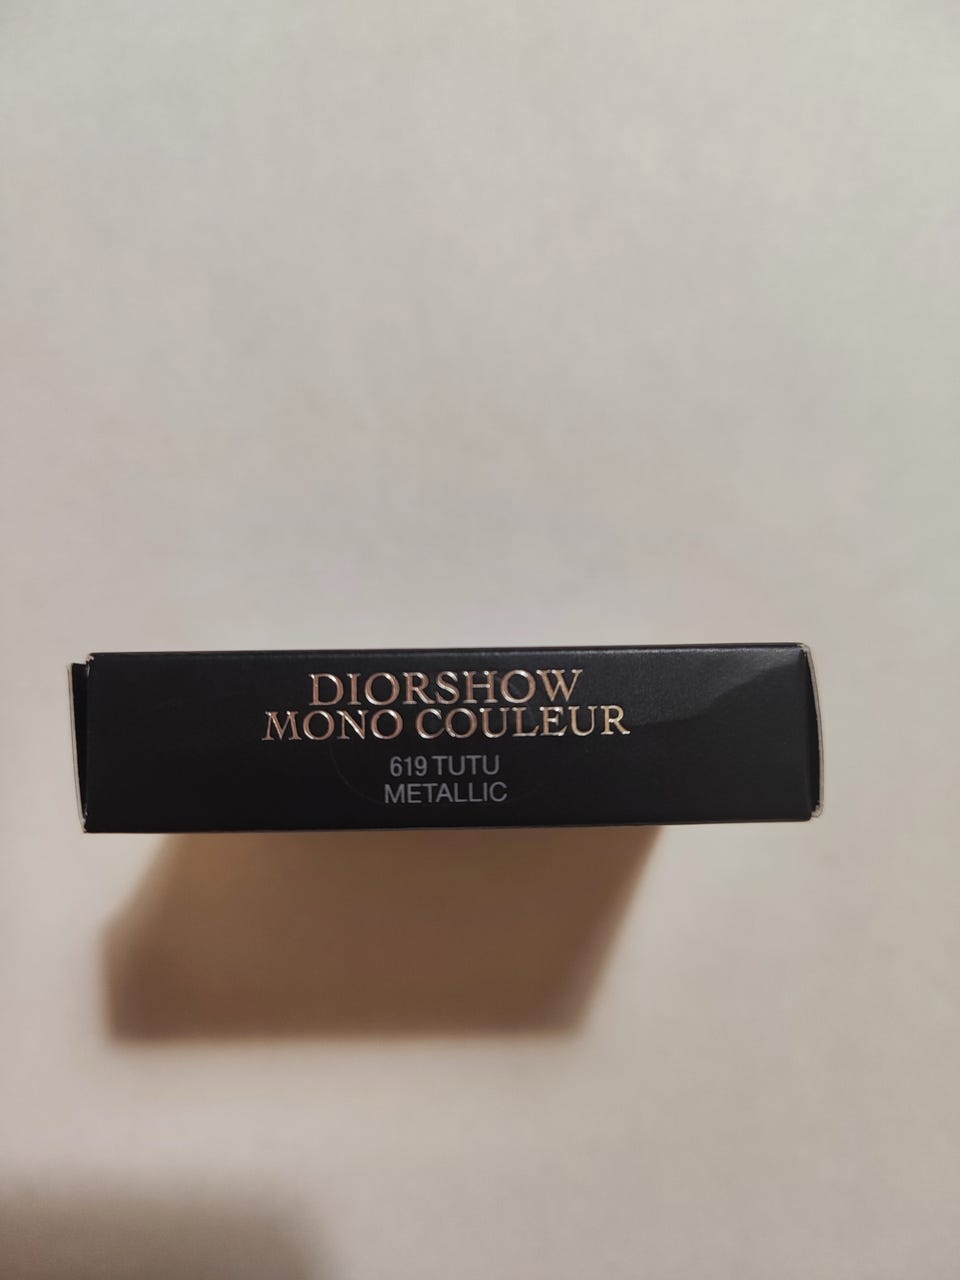 DIORSHOW
MONO COULEUR
619 TUTU
METALLIC